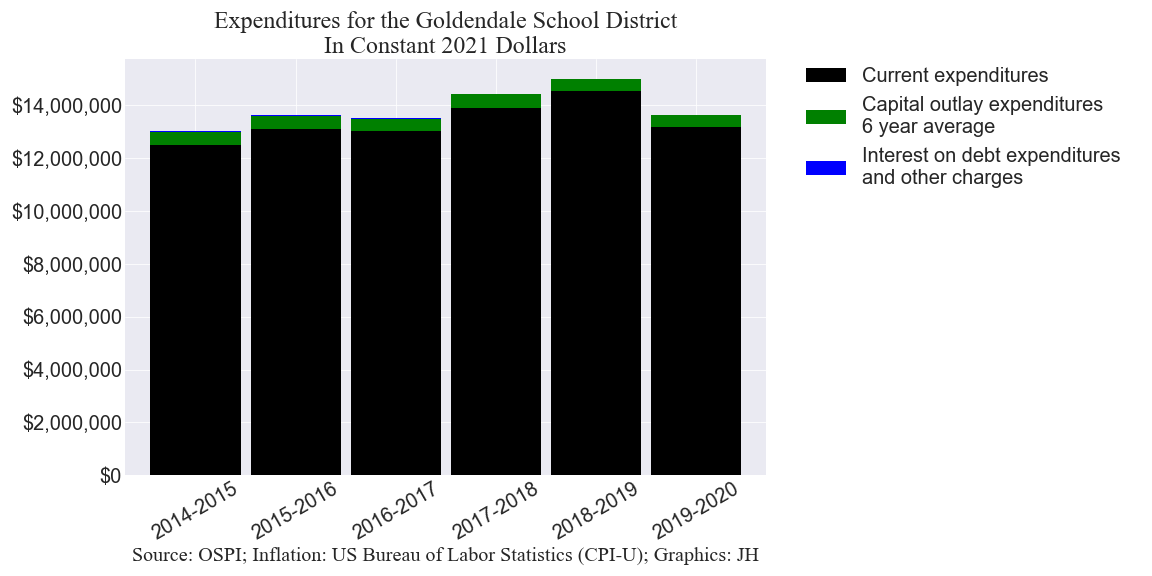 Expenditures for the Goldendale School District
In Constant 2021 Dollars
$14,000,000
$12,000,000
$10,000,000
$8,000,000
$6,000,000
$4,000,000
$2,000,000
$0
2014-2015
2015-2016
2016-2017
2017-2018
2018-2019
2019-2020
Source: OSPI; Inflation: US Bureau of Labor Statistics (CPI-U); Graphics: JH
Current expenditures
Capital outlay expenditures
6 year average
Interest on debt expenditures
and other charges